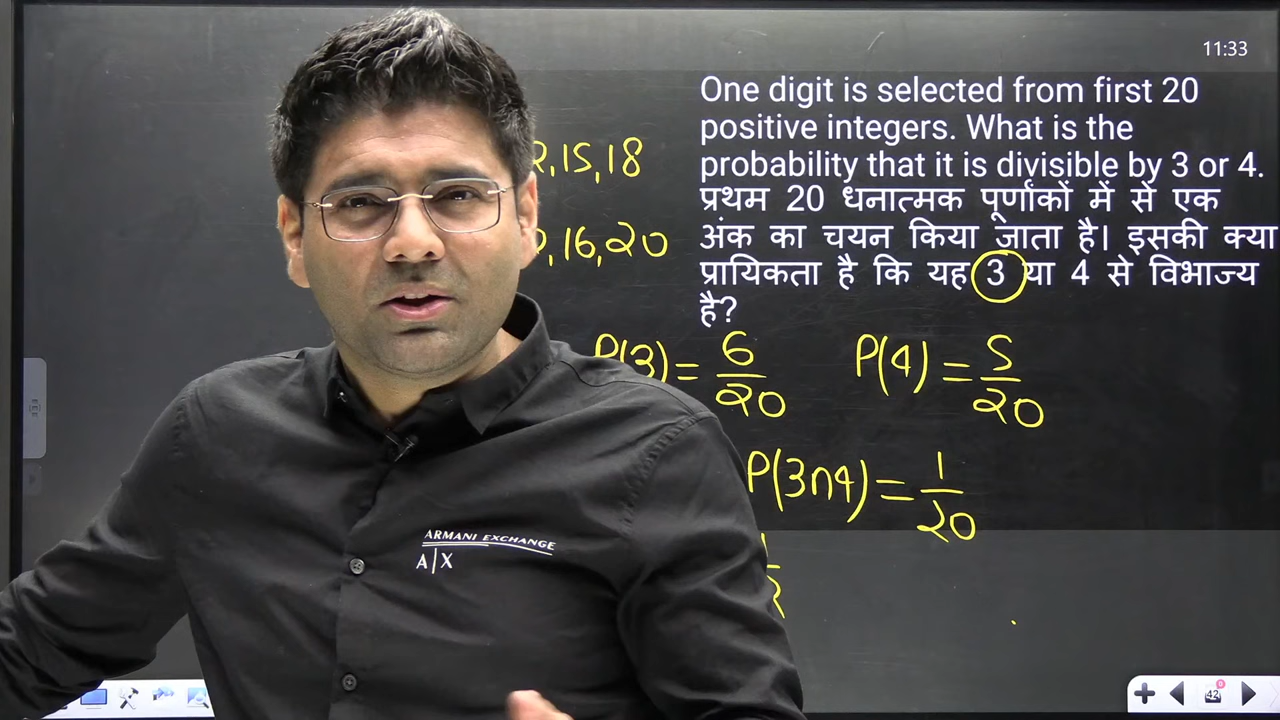 11:33
One digit is selected from first 20
positive integers. What is the
probability that it is divisible by 3 or 4.
प्रथम 20 धनात्मक पूर्णांकों में से एक
अंक का चयन किया जाता है। इसकी क्या
प्रायिकता है कि यह 3 या 4 से विभाज्य
है?
2,15,18
,16,20
P(3) = 6/20 P(4) = 5/20
P(3∩4) = 1/20
ARMANI EXCHANGE
A|X
42